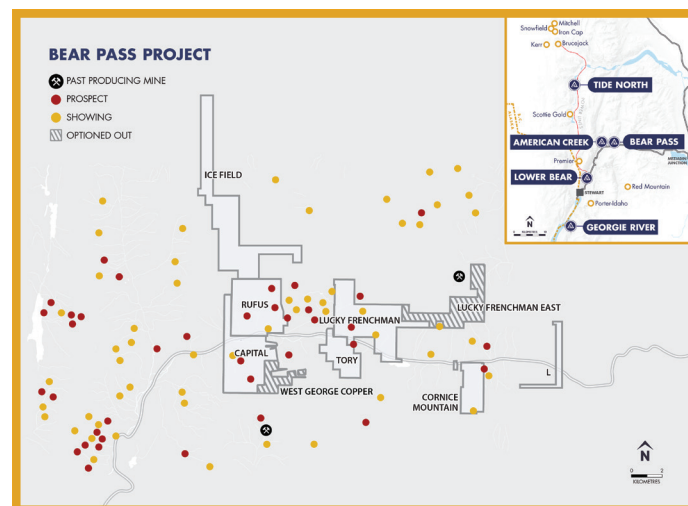 BEAR PASS PROJECT
PAST PRODUCING MINE
PROSPECT
SHOWING
OPTIONED OUT
ICE FIELD
RUFUS
LUCKY FRENCHMAN
LUCKY FRENCHMAN EAST
CAPITAL
TORY
WEST GEORGE COPPER
CORNICE
MOUNTAIN
L
N
0 2
KILOMETRES
Mitchell
Snowfield
Iron Cap
Kerr
Brucejack
TIDE NORTH
Scottie Gold
AMERICAN CREEK
BEAR PASS
Premier
LOWER BEAR
STEWART
Red Mountain
Porter-Idaho
N
GEORGIE RIVER